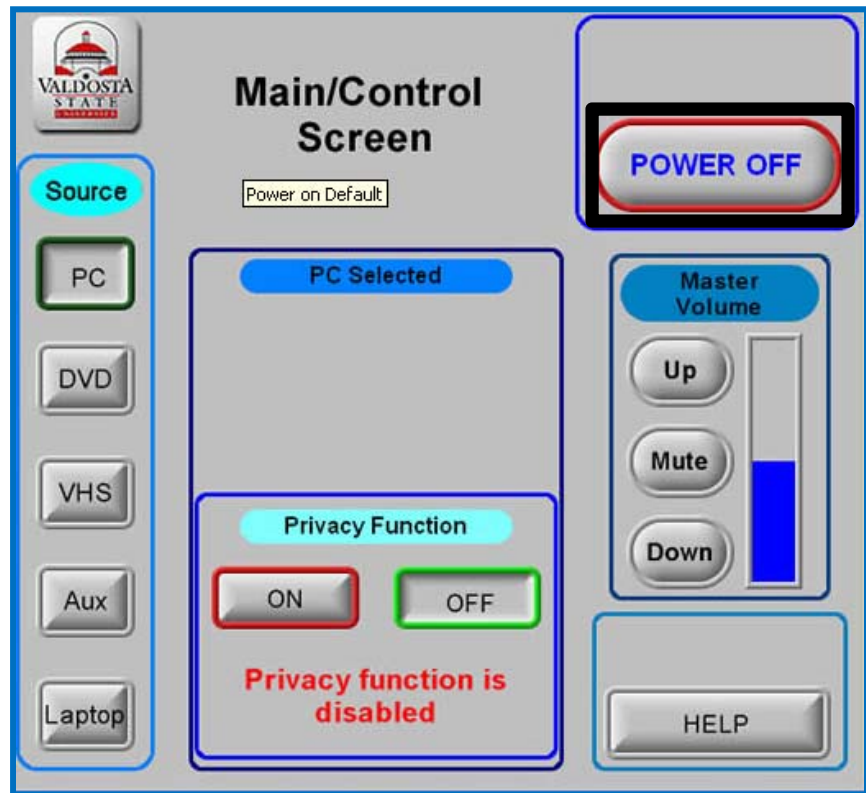 VALDOSTA
STATE
Main/Control
Screen
Power on Default
POWER OFF
Source
PC
DVD
VHS
Aux
Laptop
PC Selected
Privacy Function
ON
OFF
Privacy function is
disabled
Master
Volume
Up
Mute
Down
HELP